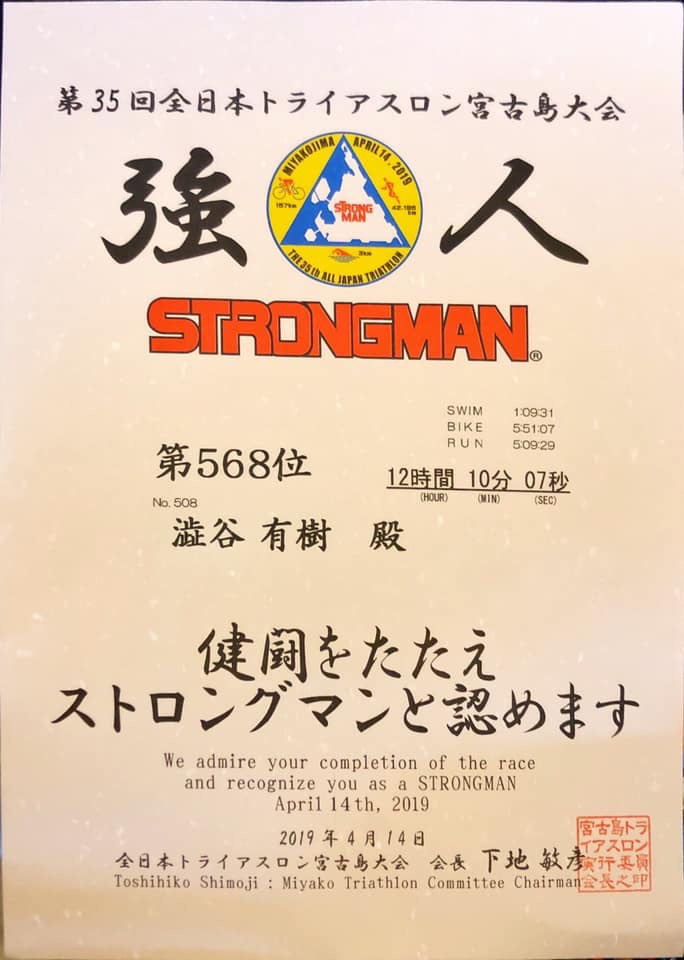 第35回全日本トライアスロン宮古島大会
強人
MIYAKOJIMA APRIL 14, 2019
157km
STRONG
MAN
42.195
km
3km
THE 35th ALL JAPAN TRIATHLON
STRONGMAN®
SWIM 1:09:31
BIKE 5:51:07
RUN 5:09:29
第568位
12時間 10分 07秒
(HOUR) (MIN) (SEC)
No. 508
澁谷 有樹 殿
健闘をたたえ
ストロングマンと認めます
We admire your completion of the race
and recognize you as a STRONGMAN
April 14th, 2019
2019年4月14日
全日本トライアスロン宮古島大会 会長 下地 敏彦
Toshihiko Shimoji : Miyako Triathlon Committee Chairman
宮古島トラ
イアスロン
実行委員
会長之印